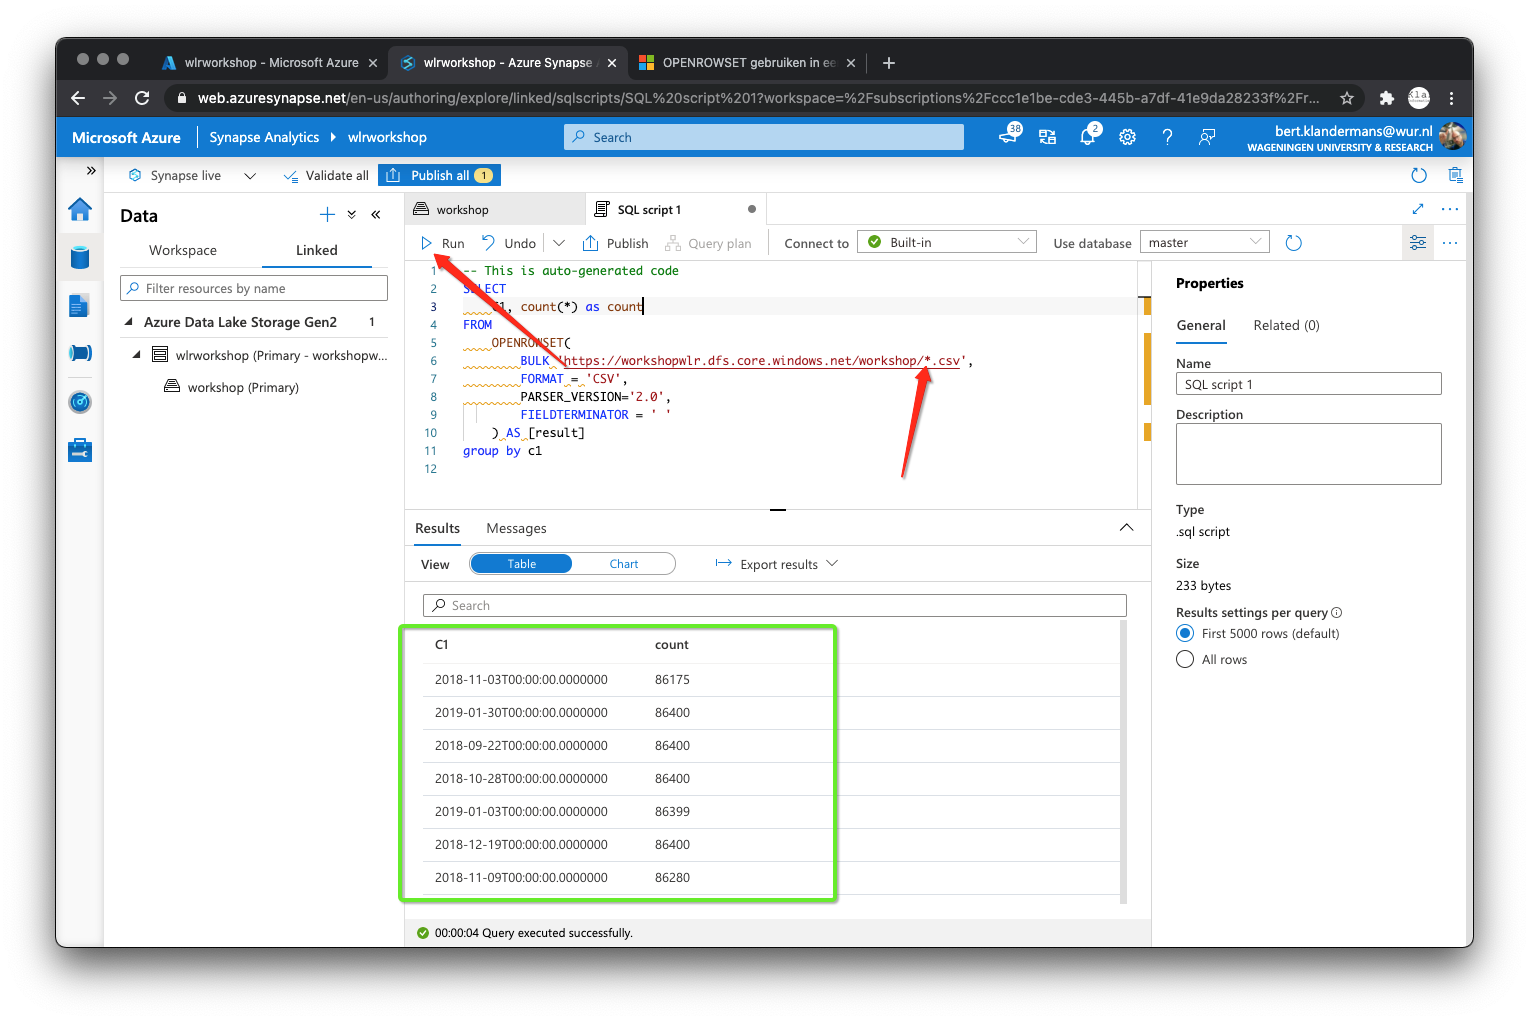 wlrworkshop - Microsoft Azure
wlrworkshop - Azure Synapse
OPENROWSET gebruiken in ee
web.azuresynapse.net/en-us/authoring/explore/linked/sqlscripts/SQL%20script%201?workspace=%2Fsubscriptions%2Fccc1e1be-cde3-445b-a7df-41e9da28233f%2Fr...
Microsoft Azure
Synapse Analytics
wlrworkshop
Search
38
2
bert.klandermans@wur.nl
WAGENINGEN UNIVERSITY & RESEARCH
Synapse live
Validate all
Publish all 1
Data
Workspace
Linked
Filter resources by name
Azure Data Lake Storage Gen2 1
wlrworkshop (Primary - workshopw...
workshop (Primary)
workshop
SQL script 1
Run
Undo
Publish
Query plan
Connect to
Built-in
Use database
master
1 -- This is auto-generated code
2 SELECT
3 , count(*) as count
4 FROM
5 OPENROWSET(
6 BULK 'https://workshopwlr.dfs.core.windows.net/workshop/*.csv',
7 FORMAT = 'CSV',
8 PARSER_VERSION='2.0',
9 FIELDTERMINATOR = ' '
10 ) AS [result]
11 group by c1
12
Results
Messages
View
Table
Chart
Export results
Search
C1 count
2018-11-03T00:00:00.0000000 86175
2019-01-30T00:00:00.0000000 86400
2018-09-22T00:00:00.0000000 86400
2018-10-28T00:00:00.0000000 86400
2019-01-03T00:00:00.0000000 86399
2018-12-19T00:00:00.0000000 86400
2018-11-09T00:00:00.0000000 86280
00:00:04 Query executed successfully.
Properties
General
Related (0)
Name
SQL script 1
Description
Type
.sql script
Size
233 bytes
Results settings per query
First 5000 rows (default)
All rows